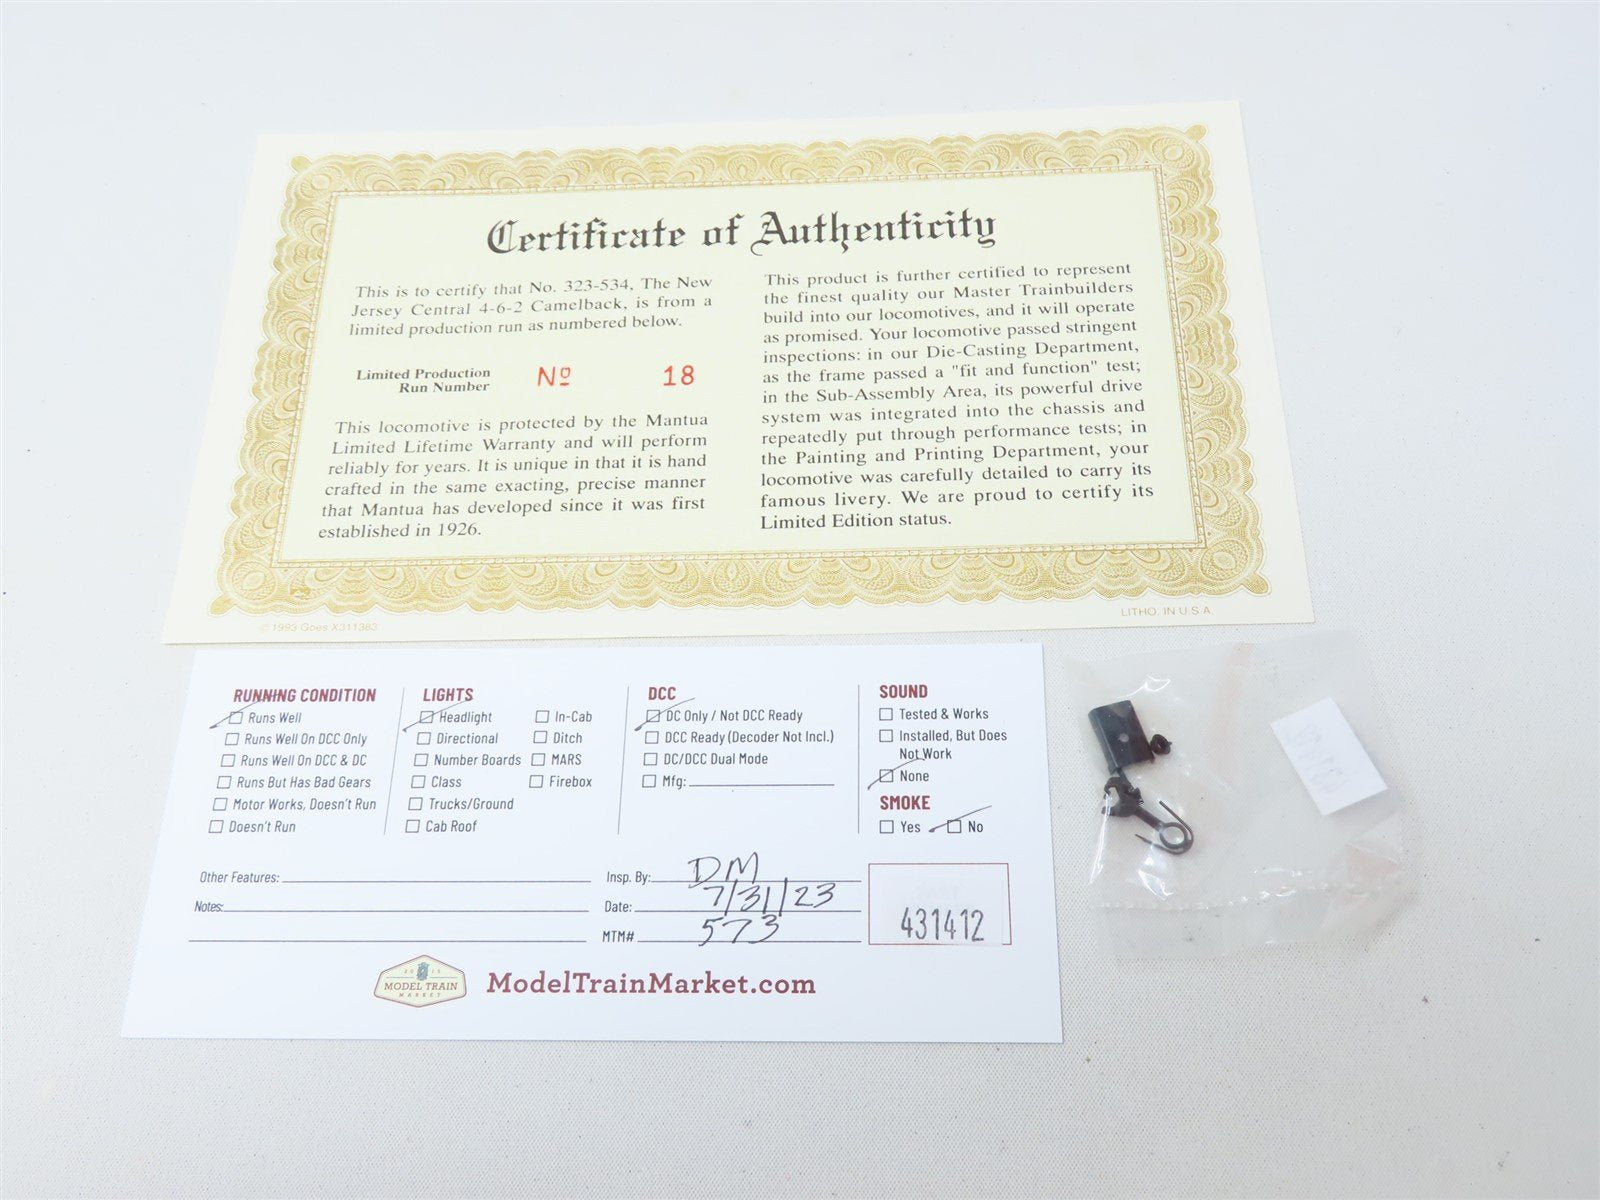 Certificate of Authenticity
This is to certify that No. 323-534, The New
Jersey Central 4-6-2 Camelback, is from a
limited production run as numbered below.
Limited Production
Run Number
Nº 18
This locomotive is protected by the Mantua
Limited Lifetime Warranty and will perform
reliably for years. It is unique in that it is hand
crafted in the same exacting, precise manner
that Mantua has developed since it was first
established in 1926.
This product is further certified to represent
the finest quality our Master Trainbuilders
build into our locomotives, and it will operate
as promised. Your locomotive passed stringent
inspections: in our Die-Casting Department,
as the frame passed a "fit and function" test;
in the Sub-Assembly Area, its powerful drive
system was integrated into the chassis and
repeatedly put through performance tests; in
the Painting and Printing Department, your
locomotive was carefully detailed to carry its
famous livery. We are proud to certify its
Limited Edition status.
© 1993 Goes X311383
LITHO. IN U S A.
RUNNING CONDITION
Runs Well
Runs Well On DCC Only
Runs Well On DCC & DC
Runs But Has Bad Gears
Motor Works, Doesn't Run
Doesn't Run
LIGHTS
Headlight
Directional
Number Boards
Class
Trucks/Ground
Cab Roof
In-Cab
Ditch
MARS
Firebox
DCC
DC Only / Not DCC Ready
DCC Ready (Decoder Not Incl.)
DC/DCC Dual Mode
Mfg:
SOUND
Tested & Works
Installed, But Does
Not Work
None
SMOKE
Yes No
Other Features:
Notes:
Insp. By: DM
Date: 7/31/23
MTM# 573
431412
2015
MODEL TRAIN
MARKET
ModelTrainMarket.com